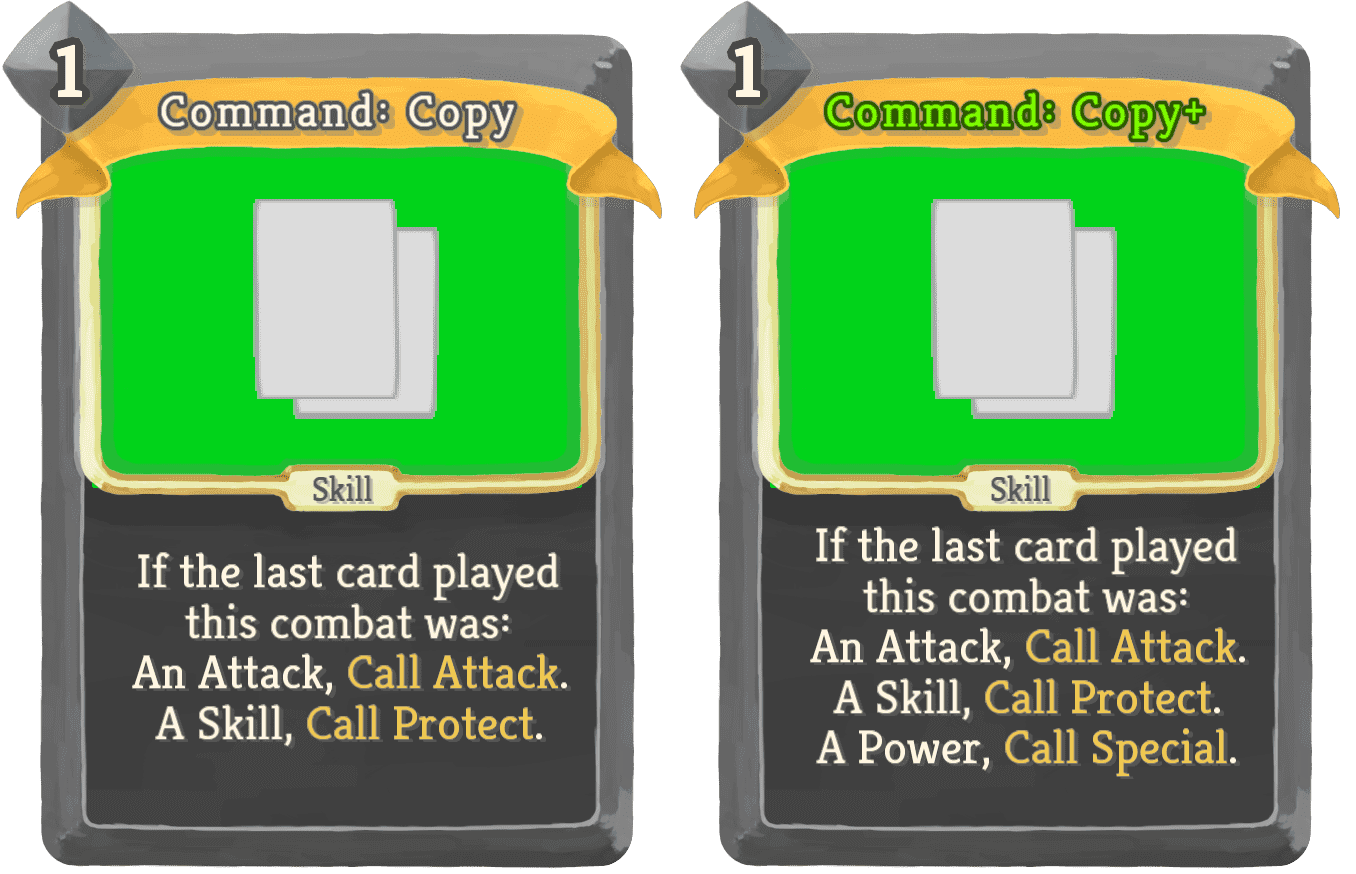 1
Command: Copy
Skill
If the last card played
this combat was:
An Attack, Call Attack.
A Skill, Call Protect.
1
Command: Copy+
Skill
If the last card played
this combat was:
An Attack, Call Attack.
A Skill, Call Protect.
A Power, Call Special.